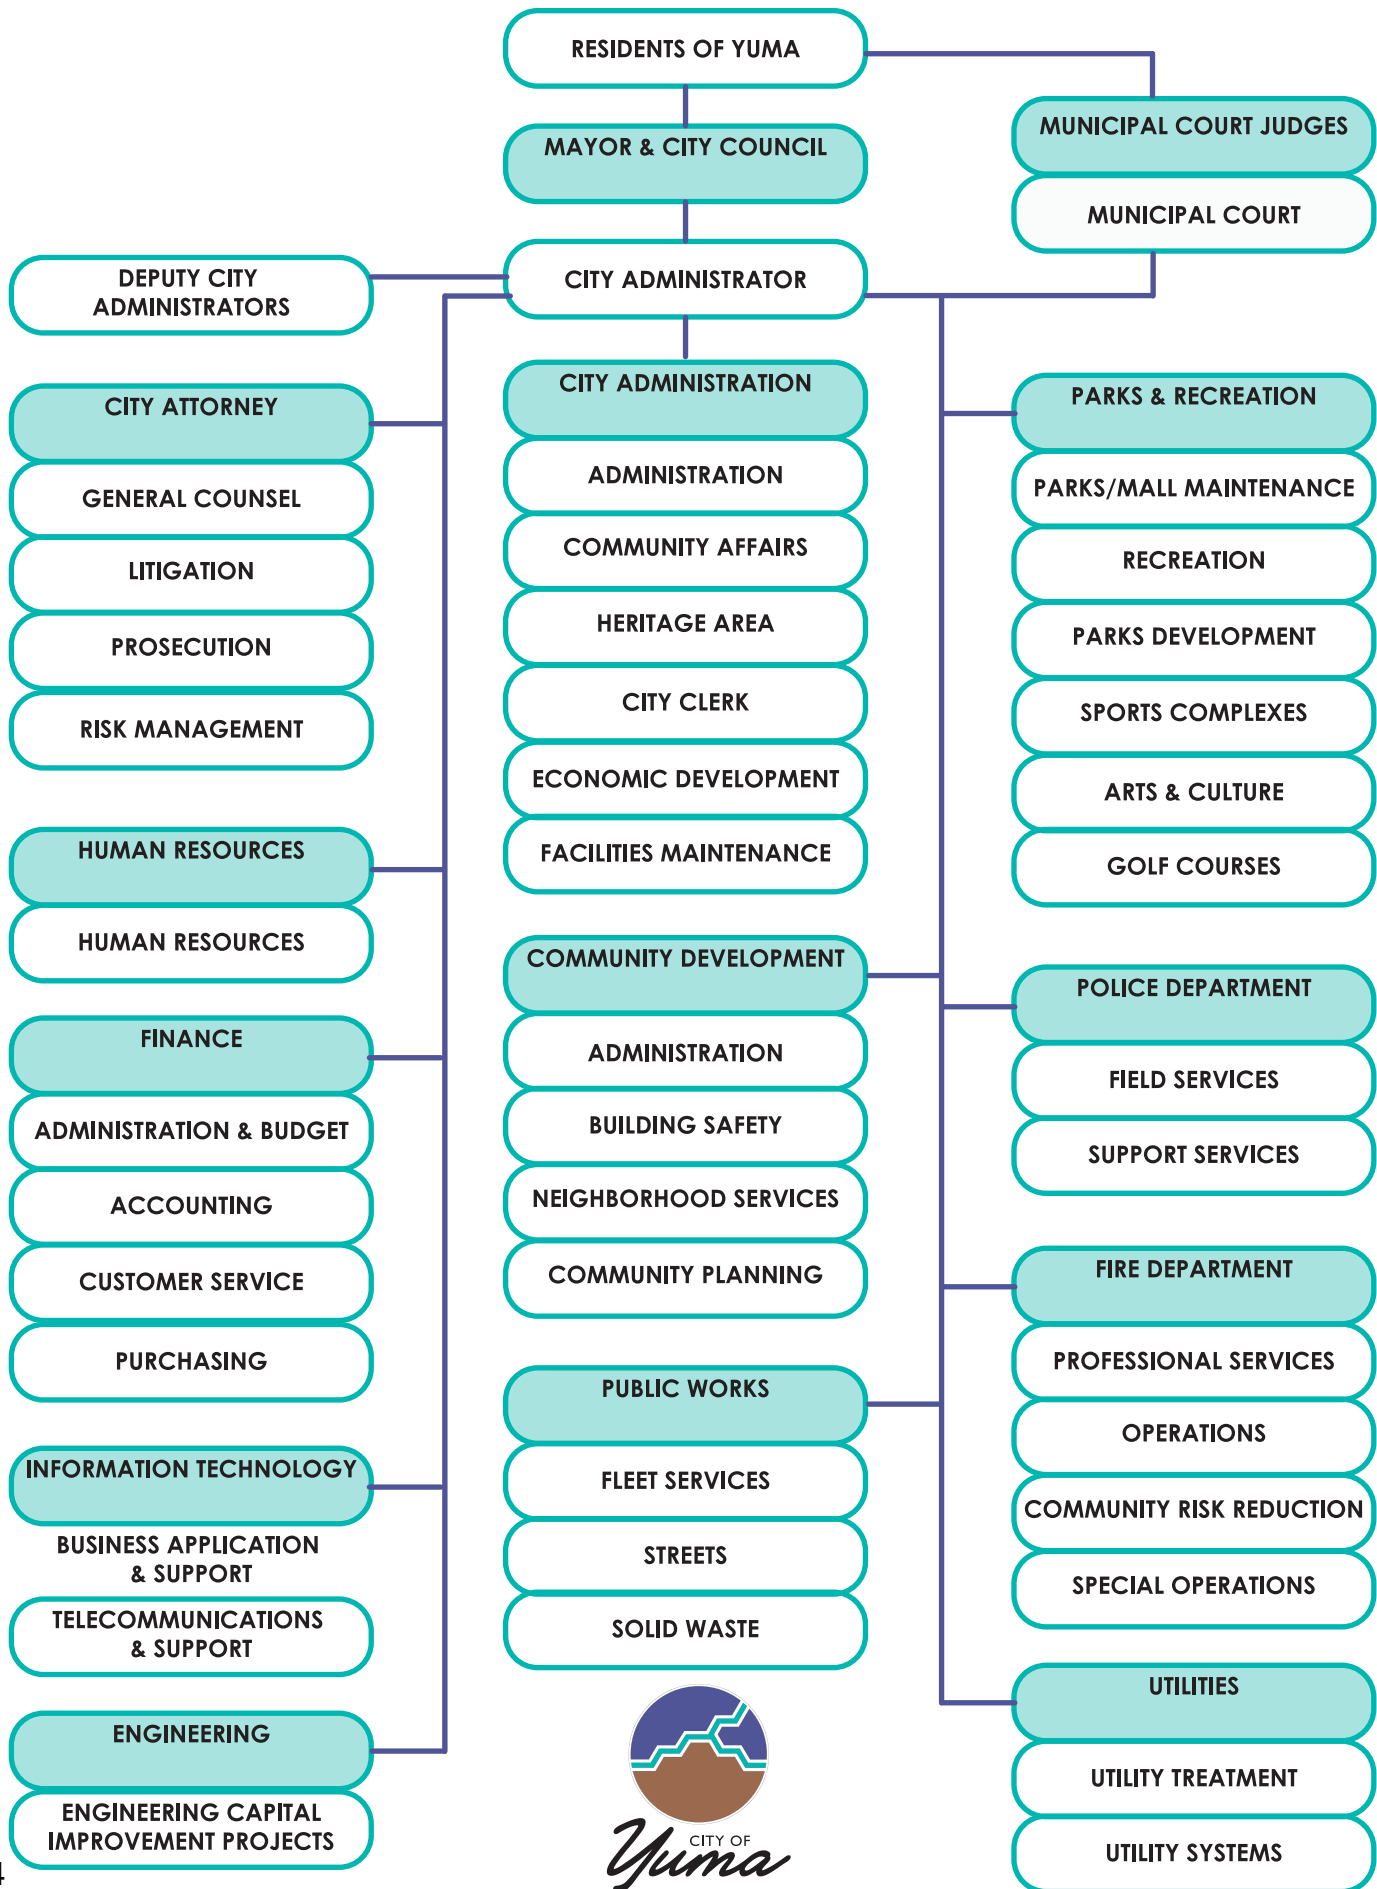 RESIDENTS OF YUMA
MAYOR & CITY COUNCIL
MUNICIPAL COURT JUDGES
MUNICIPAL COURT
CITY ADMINISTRATOR
DEPUTY CITY
ADMINISTRATORS
CITY ATTORNEY
GENERAL COUNSEL
LITIGATION
PROSECUTION
RISK MANAGEMENT
HUMAN RESOURCES
HUMAN RESOURCES
FINANCE
ADMINISTRATION & BUDGET
ACCOUNTING
CUSTOMER SERVICE
PURCHASING
INFORMATION TECHNOLOGY
BUSINESS APPLICATION
& SUPPORT
TELECOMMUNICATIONS
& SUPPORT
ENGINEERING
ENGINEERING CAPITAL
IMPROVEMENT PROJECTS
CITY ADMINISTRATION
ADMINISTRATION
COMMUNITY AFFAIRS
HERITAGE AREA
CITY CLERK
ECONOMIC DEVELOPMENT
FACILITIES MAINTENANCE
COMMUNITY DEVELOPMENT
ADMINISTRATION
BUILDING SAFETY
NEIGHBORHOOD SERVICES
COMMUNITY PLANNING
PUBLIC WORKS
FLEET SERVICES
STREETS
SOLID WASTE
CITY OF
Yuma
PARKS & RECREATION
PARKS/MALL MAINTENANCE
RECREATION
PARKS DEVELOPMENT
SPORTS COMPLEXES
ARTS & CULTURE
GOLF COURSES
POLICE DEPARTMENT
FIELD SERVICES
SUPPORT SERVICES
FIRE DEPARTMENT
PROFESSIONAL SERVICES
OPERATIONS
COMMUNITY RISK REDUCTION
SPECIAL OPERATIONS
UTILITIES
UTILITY TREATMENT
UTILITY SYSTEMS